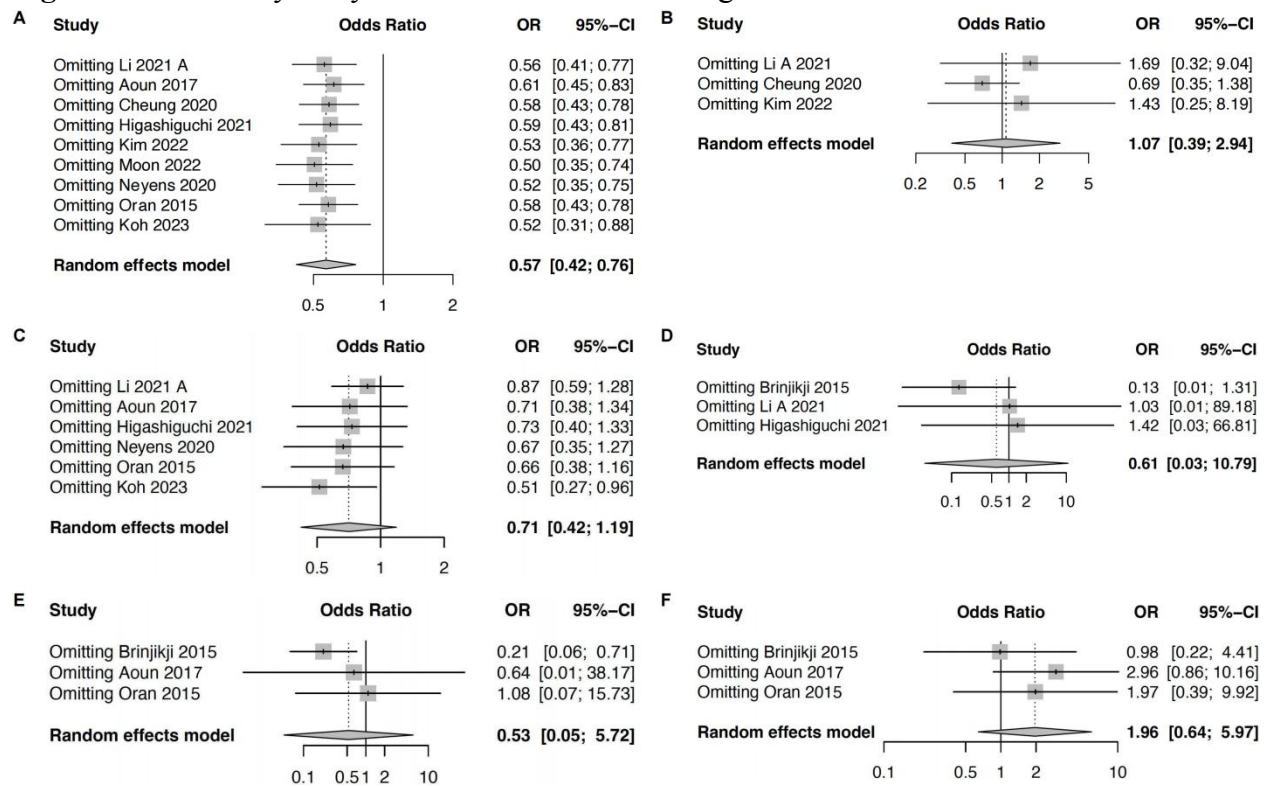 A
Study Odds Ratio OR 95%−CI
Omitting Li 2021 A 0.56 [0.41; 0.77]
Omitting Aoun 2017 0.61 [0.45; 0.83]
Omitting Cheung 2020 0.58 [0.43; 0.78]
Omitting Higashiguchi 2021 0.59 [0.43; 0.81]
Omitting Kim 2022 0.53 [0.36; 0.77]
Omitting Moon 2022 0.50 [0.35; 0.74]
Omitting Neyens 2020 0.52 [0.35; 0.75]
Omitting Oran 2015 0.58 [0.43; 0.78]
Omitting Koh 2023 0.52 [0.31; 0.88]
Random effects model 0.57 [0.42; 0.76]
0.5 1 2
B
Study Odds Ratio OR 95%−CI
Omitting Li A 2021 1.69 [0.32; 9.04]
Omitting Cheung 2020 0.69 [0.35; 1.38]
Omitting Kim 2022 1.43 [0.25; 8.19]
Random effects model 1.07 [0.39; 2.94]
0.2 0.5 1 2 5
C
Study Odds Ratio OR 95%−CI
Omitting Li 2021 A 0.87 [0.59; 1.28]
Omitting Aoun 2017 0.71 [0.38; 1.34]
Omitting Higashiguchi 2021 0.73 [0.40; 1.33]
Omitting Neyens 2020 0.67 [0.35; 1.27]
Omitting Oran 2015 0.66 [0.38; 1.16]
Omitting Koh 2023 0.51 [0.27; 0.96]
Random effects model 0.71 [0.42; 1.19]
0.5 1 2
D
Study Odds Ratio OR 95%−CI
Omitting Brinjikji 2015 0.13 [0.01; 1.31]
Omitting Li A 2021 1.03 [0.01; 89.18]
Omitting Higashiguchi 2021 1.42 [0.03; 66.81]
Random effects model 0.61 [0.03; 10.79]
0.1 0.5 1 2 10
E
Study Odds Ratio OR 95%−CI
Omitting Brinjikji 2015 0.21 [0.06; 0.71]
Omitting Aoun 2017 0.64 [0.01; 38.17]
Omitting Oran 2015 1.08 [0.07; 15.73]
Random effects model 0.53 [0.05; 5.72]
0.1 0.5 1 2 10
F
Study Odds Ratio OR 95%−CI
Omitting Brinjikji 2015 0.98 [0.22; 4.41]
Omitting Aoun 2017 2.96 [0.86; 10.16]
Omitting Oran 2015 1.97 [0.39; 9.92]
Random effects model 1.96 [0.64; 5.97]
0.1 0.5 1 2 10